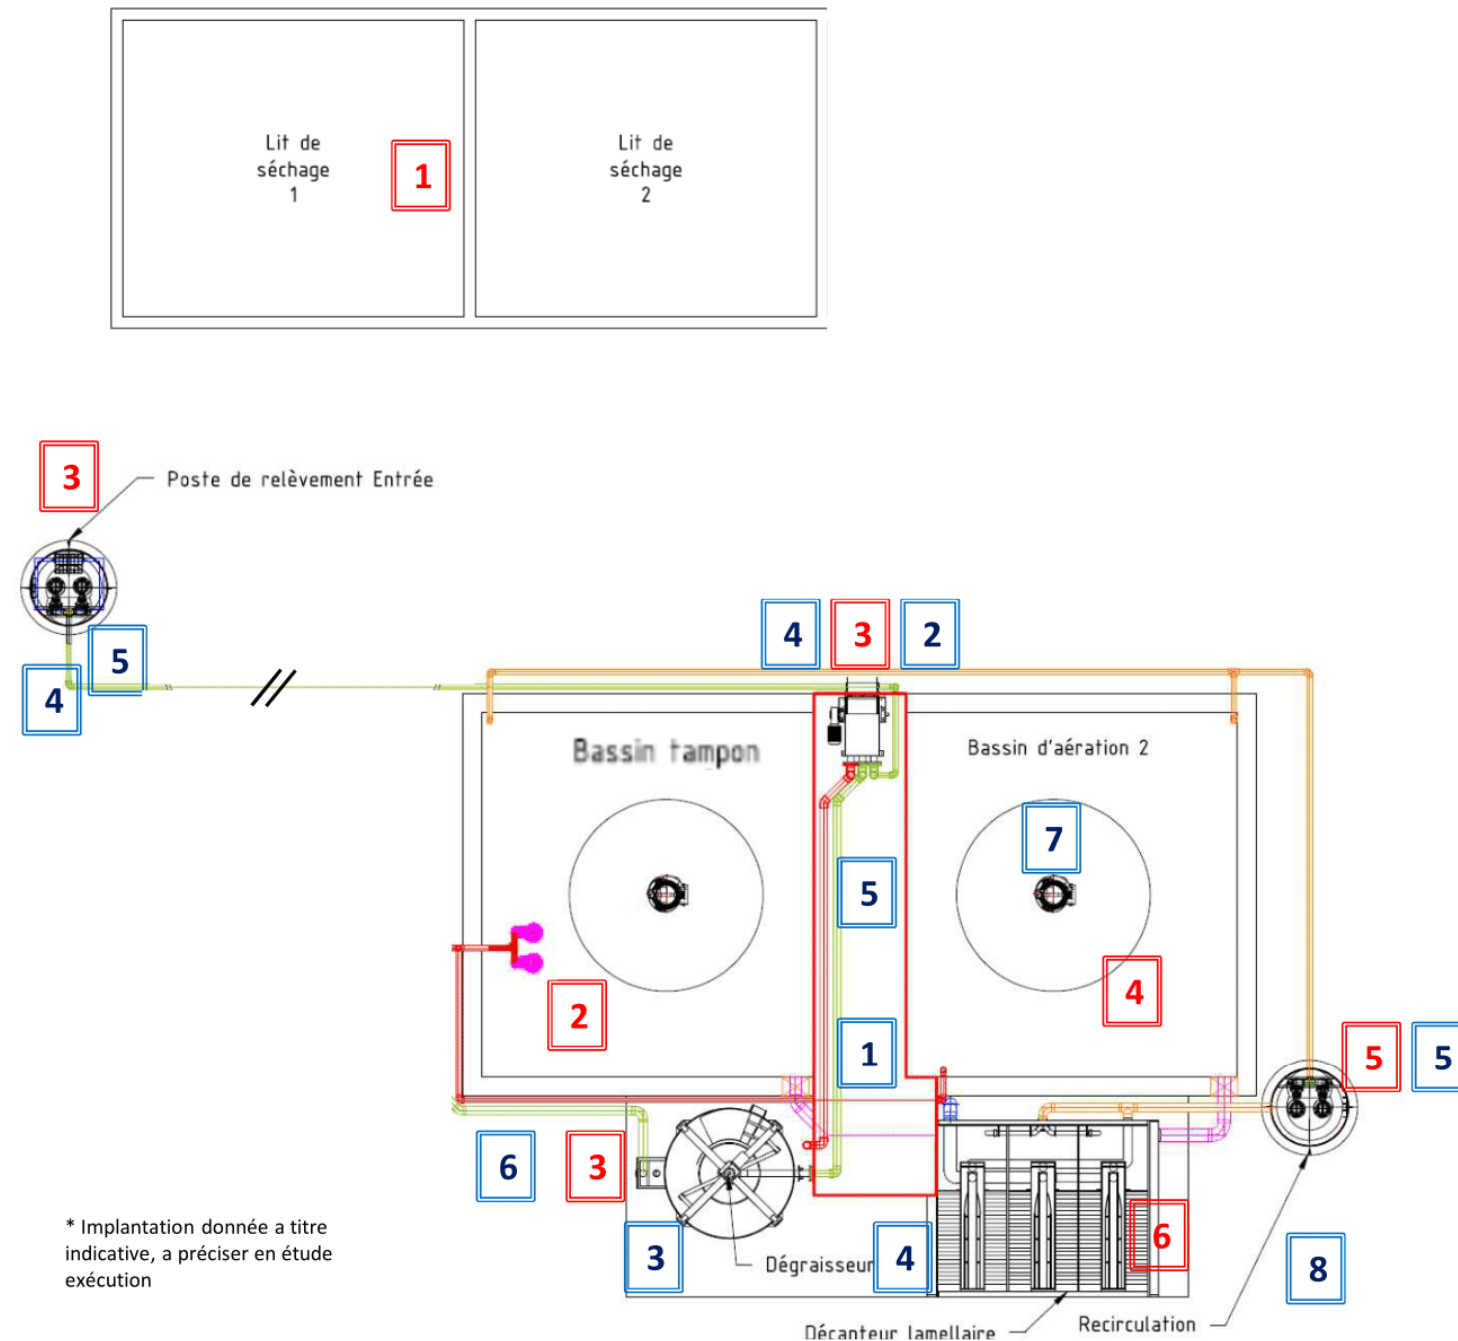 Lit de
séchage
1
1
Lit de
séchage
2
3
Poste de relèvement Entrée
4
3
2
5
4
Bassin tampon
Bassin d'aération 2
7
5
4
2
1
5
5
6
3
3
Dégraisseur
4
6
8
* Implantation donnée a titre
indicative, a préciser en étude
exécution
Décanteur lamellaire
Recirculation